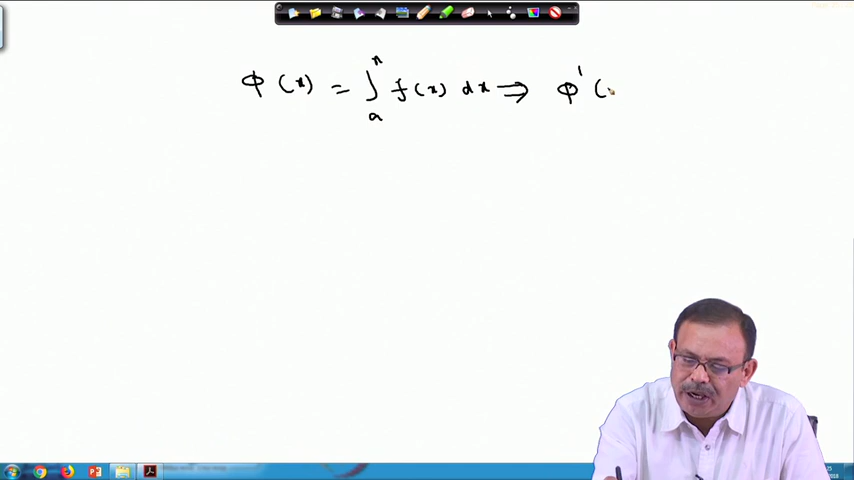 Φ(x) = ∫ₐˣ f(x) dx ⇒ Φ'(